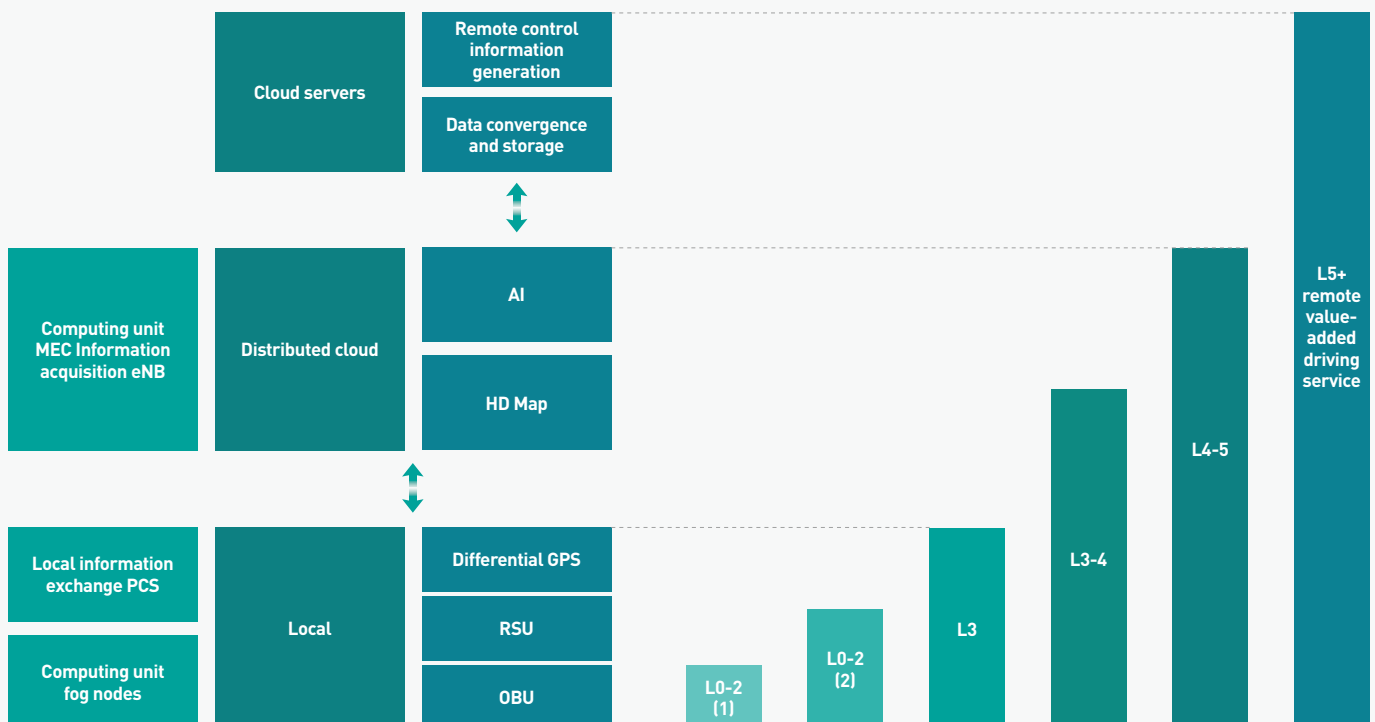 Remote control
information
generation
Cloud servers
Data convergence
and storage
Computing unit
MEC Information
acquisition eNB
Distributed cloud
AI
HD Map
L5+
remote
value-
added
driving
service
L4-5
Local information
exchange PCS
Computing unit
fog nodes
Local
Differential GPS
RSU
OBU
L0-2
(1)
L0-2
(2)
L3
L3-4